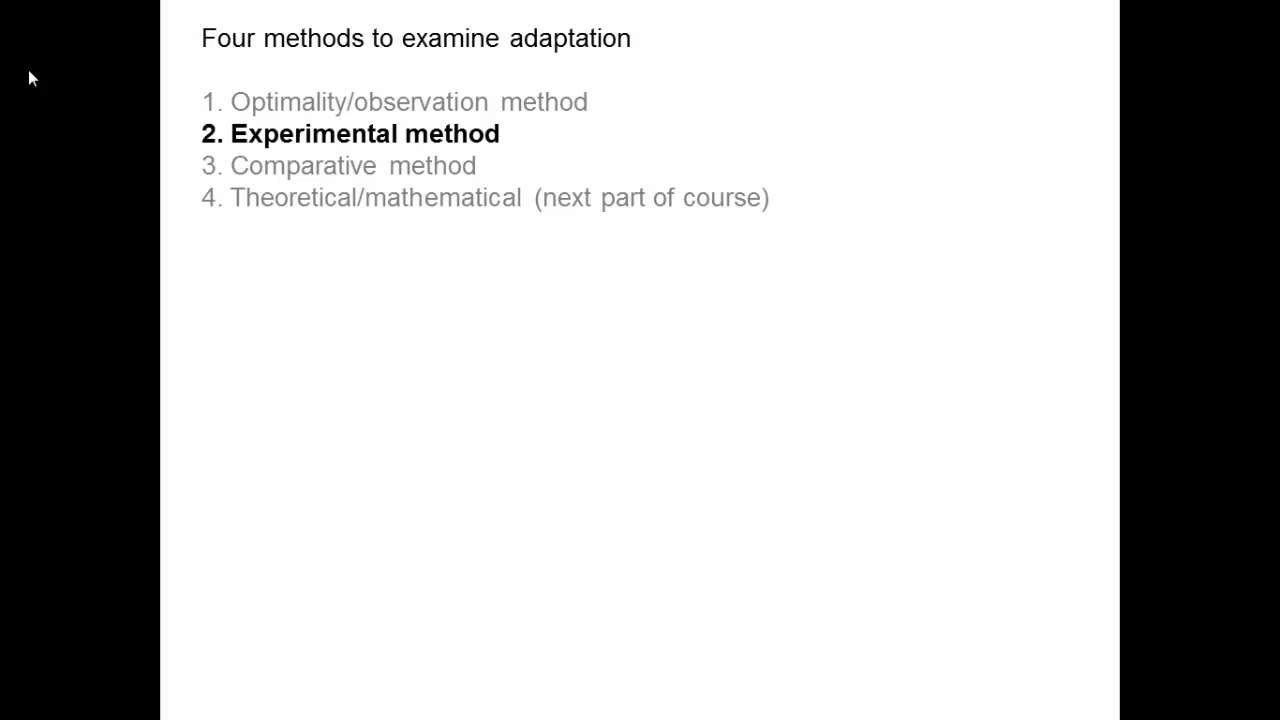 Four methods to examine adaptation
1. Optimality/observation method
2. Experimental method
3. Comparative method
4. Theoretical/mathematical (next part of course)